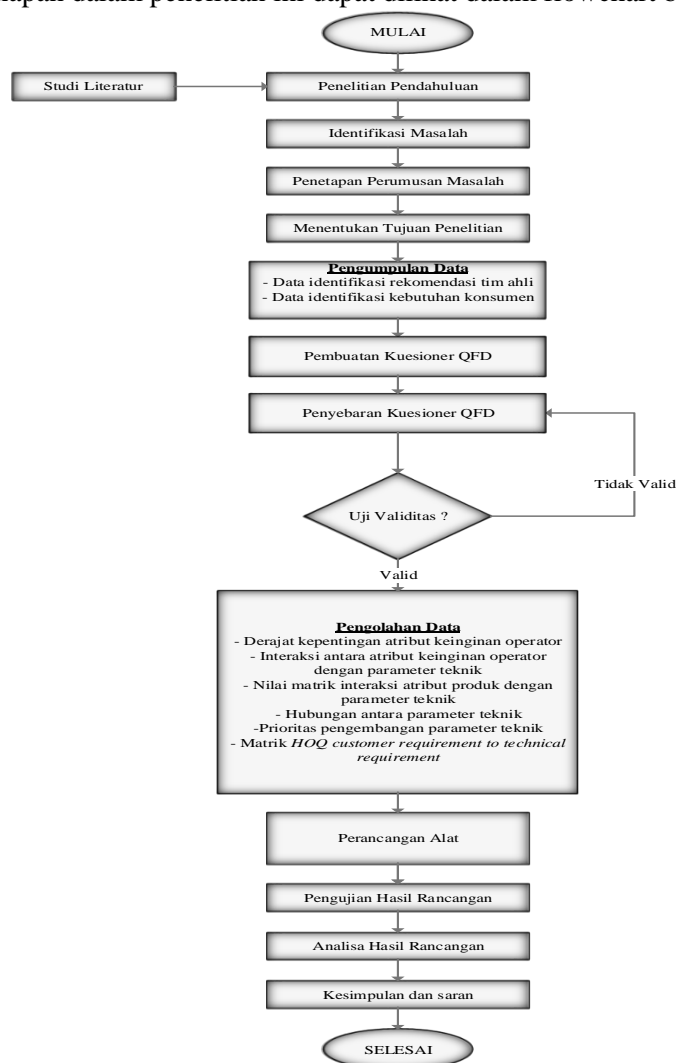 MULAI
Studi Literatur
Penelitian Pendahuluan
Identifikasi Masalah
Penetapan Perumusan Masalah
Menentukan Tujuan Penelitian
Pengumpulan Data
- Data identifikasi rekomendasi tim ahli
- Data identifikasi kebutuhan konsumen
Pembuatan Kuesioner QFD
Penyebaran Kuesioner QFD
Tidak Valid
Uji Validitas ?
Valid
Pengolahan Data
- Derajat kepentingan atribut keinginan operator
- Interaksi antara atribut keinginan operator
dengan parameter teknik
- Nilai matrik interaksi atribut produk dengan
parameter teknik
- Hubungan antara parameter teknik
-Prioritas pengembangan parameter teknik
- Matrik HOQ customer requirement to technical
requirement
Perancangan Alat
Pengujian Hasil Rancangan
Analisa Hasil Rancangan
Kesimpulan dan saran
SELESAI